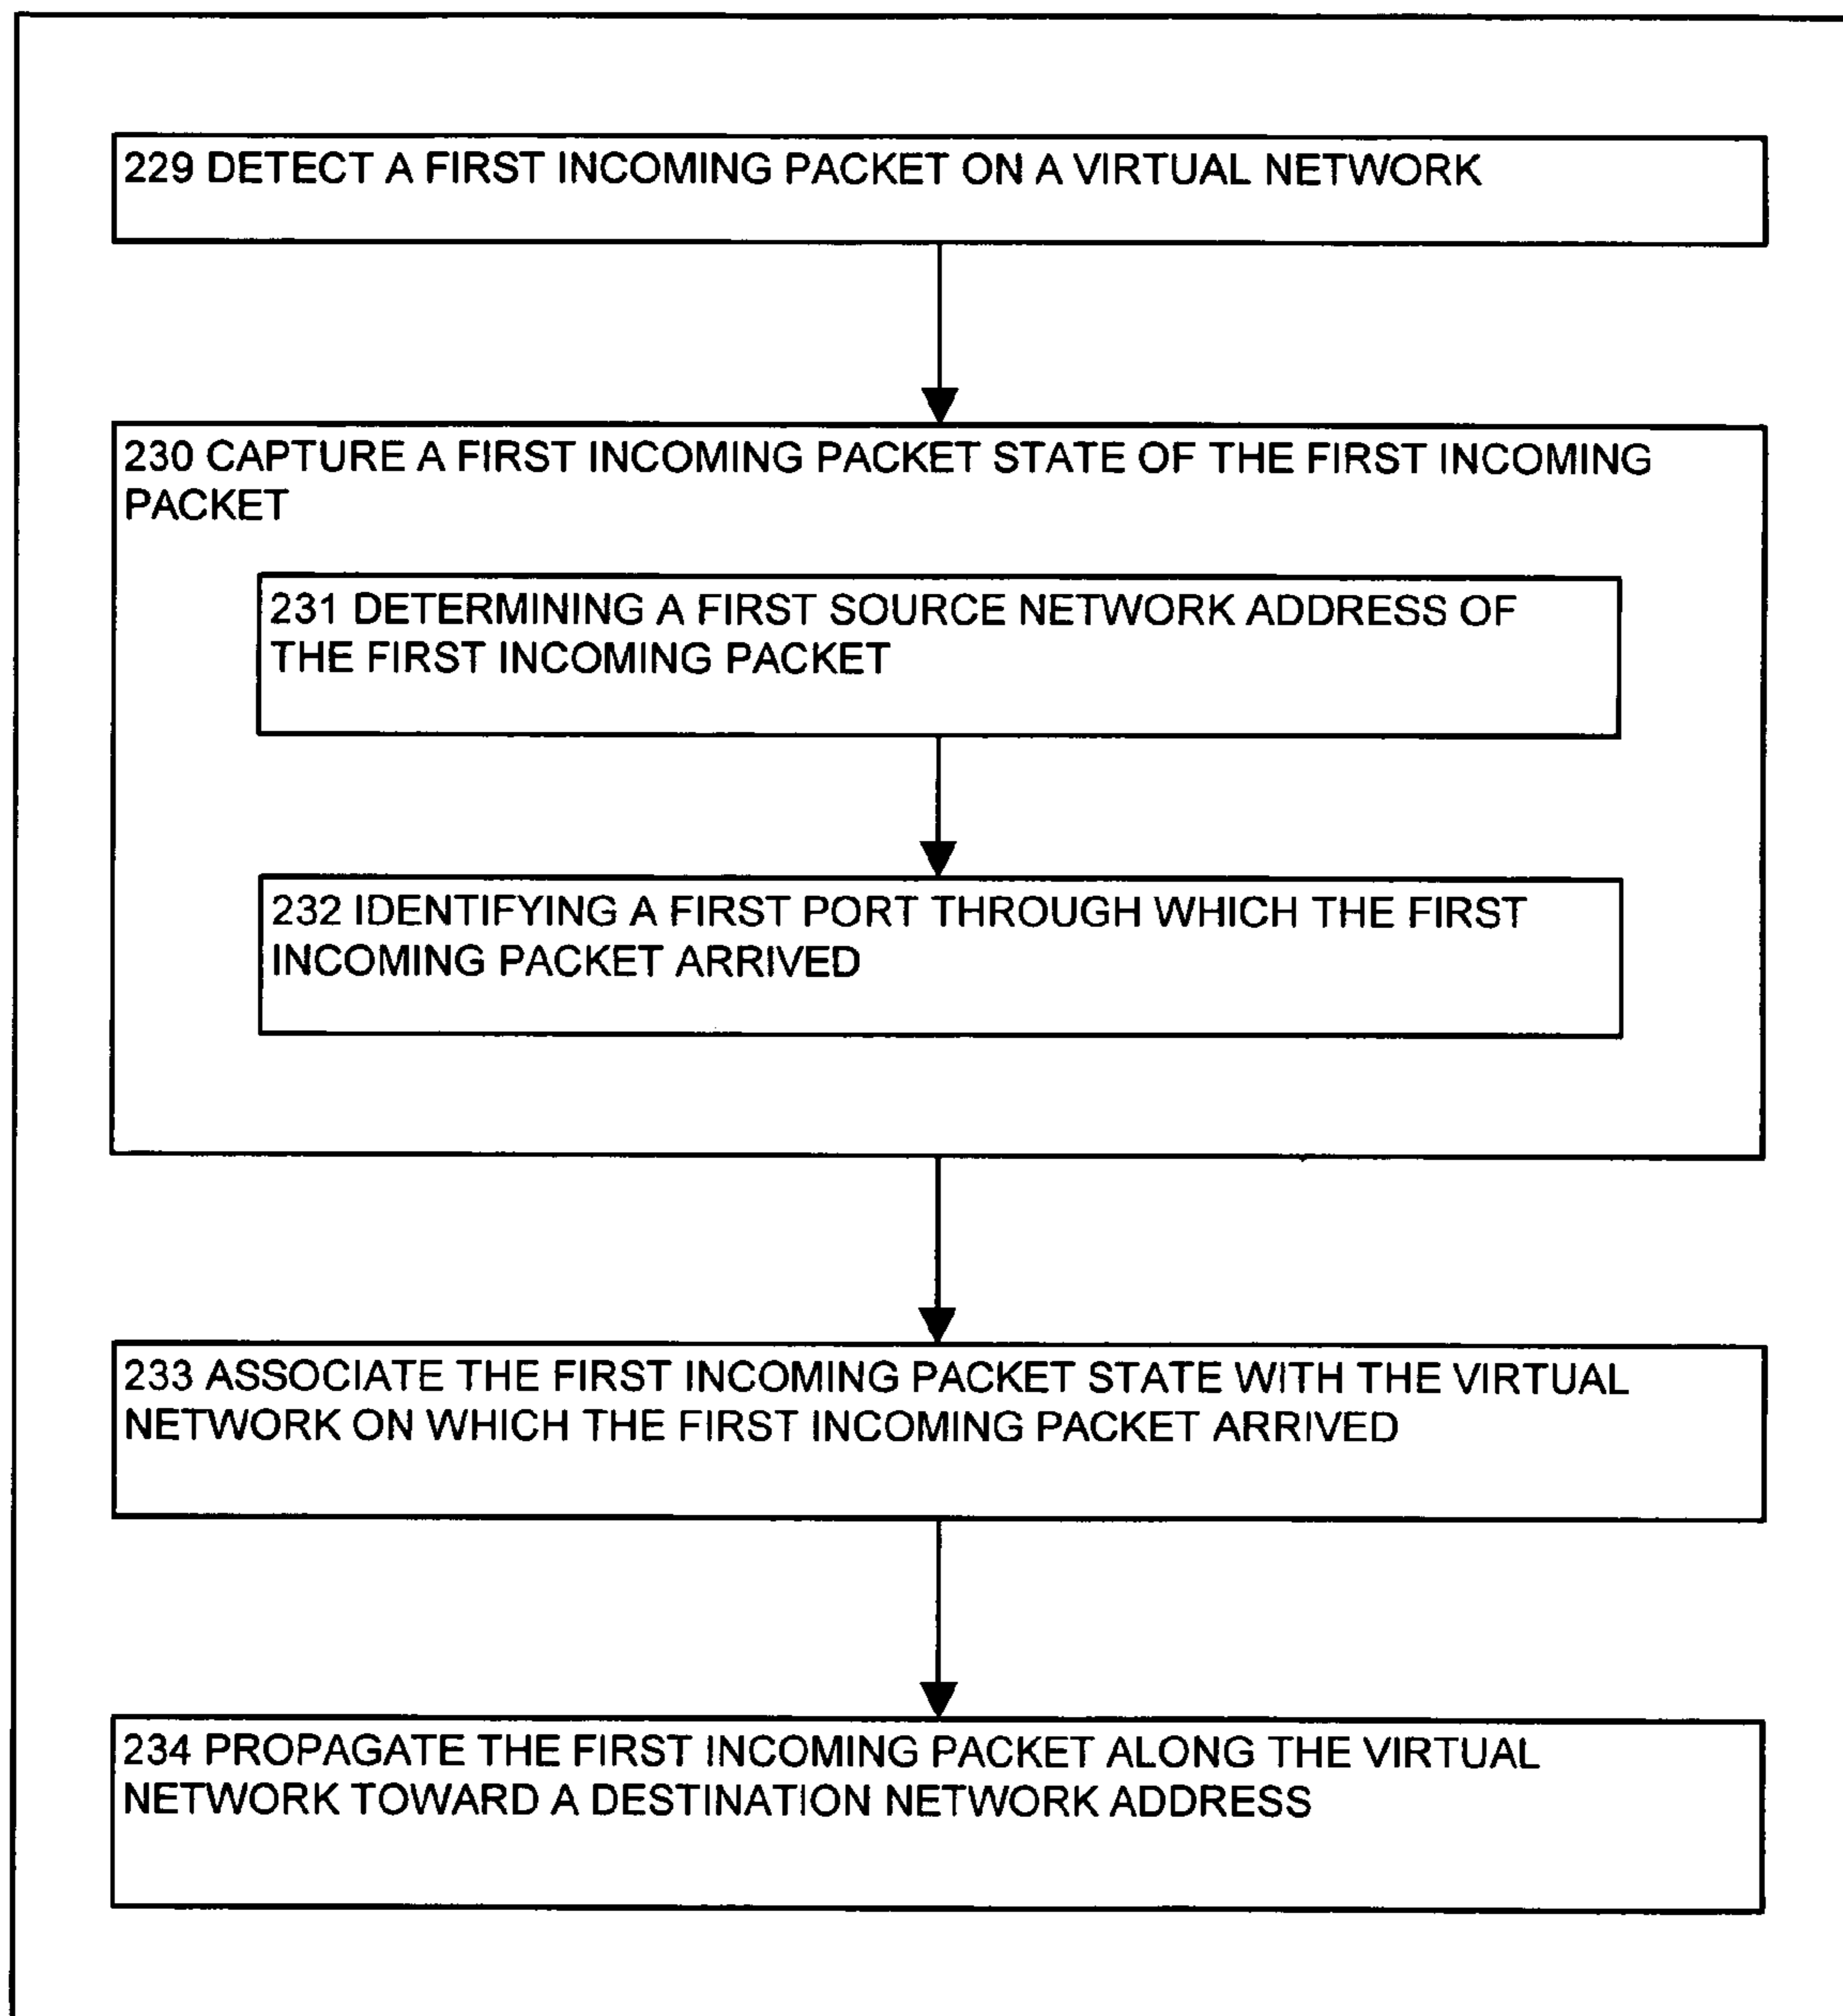 229 DETECT A FIRST INCOMING PACKET ON A VIRTUAL NETWORK
230 CAPTURE A FIRST INCOMING PACKET STATE OF THE FIRST INCOMING
PACKET
231 DETERMINING A FIRST SOURCE NETWORK ADDRESS OF
THE FIRST INCOMING PACKET
232 IDENTIFYING A FIRST PORT THROUGH WHICH THE FIRST
INCOMING PACKET ARRIVED
233 ASSOCIATE THE FIRST INCOMING PACKET STATE WITH THE VIRTUAL
NETWORK ON WHICH THE FIRST INCOMING PACKET ARRIVED
234 PROPAGATE THE FIRST INCOMING PACKET ALONG THE VIRTUAL
NETWORK TOWARD A DESTINATION NETWORK ADDRESS